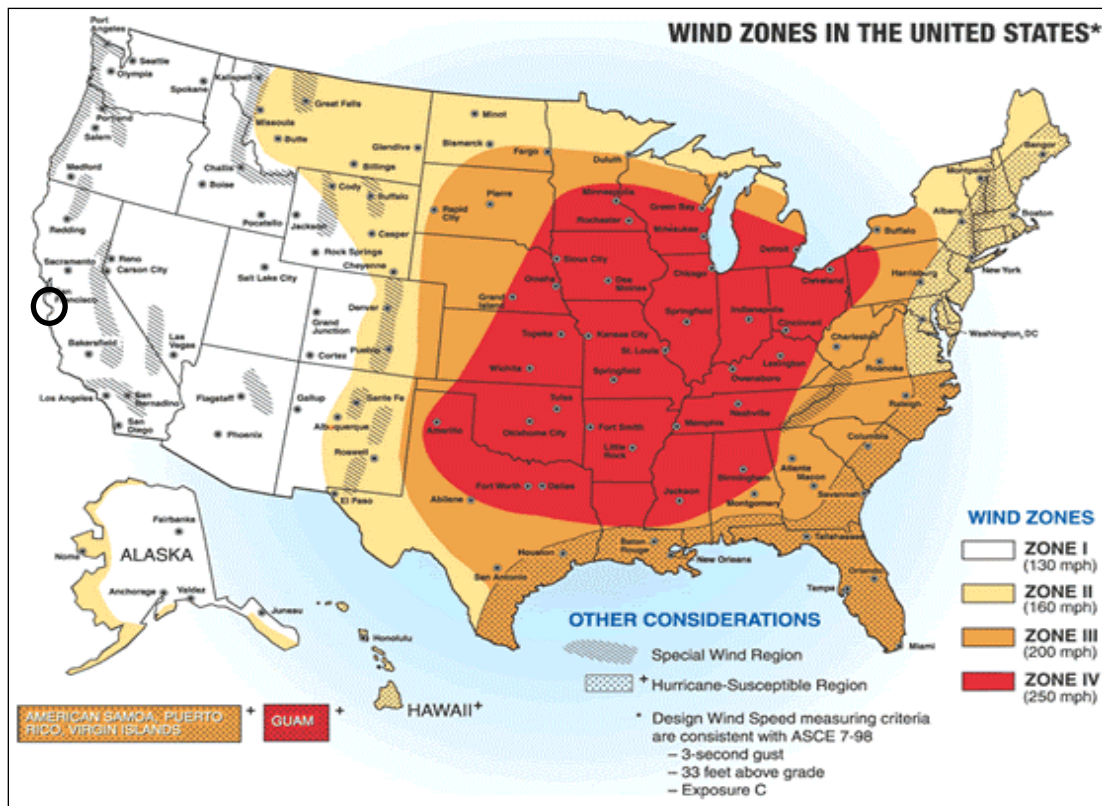 WIND ZONES IN THE UNITED STATES*
Port
Angeles
Seattle
Olympia
Spokane
Kalispell
Great Falls
Missoula
Butte
Glendive
Billings
Minot
Bismarck
Fargo
Duluth
Portland
Salem
Medford
Challis
Boise
Pocatello
Cody
Buffalo
Jackson
Casper
Rock Springs
Cheyenne
Pierre
Rapid
City
Minneapolis
Rochester
Green Bay
Milwaukee
Detroit
Buffalo
Albany
Montpelier
Bangor
Boston
New York
Harrisburg
Washington, DC
Redding
Sacramento
Reno
Carson City
San
Francisco
Salt Lake City
Grand
Junction
Denver
Pueblo
Cortez
Grand
Island
Sioux City
Omaha
Des
Moines
Chicago
Cleveland
Springfield
Indianapolis
Cincinnati
Topeka
Kansas City
St. Louis
Charleston
Roanoke
Lexington
Owensboro
Bakersfield
Las
Vegas
Los Angeles
San
Bernadino
San
Diego
Flagstaff
Phoenix
Gallup
Sante Fe
Albuquerque
Roswell
El Paso
Wichita
Springfield
Tulsa
Amarillo
Oklahoma City
Fort Smith
Little
Rock
Memphis
Nashville
Raleigh
Columbia
Atlanta
Macon
Savannah
Birmingham
Montgomery
Fort Worth
Dallas
Abilene
Jackson
Houston
San Antonio
Baton
Rouge
New Orleans
Tallahassee
Orlando
Tampa
Miami
Fairbanks
Nome
ALASKA
Anchorage
Valdez
Juneau
Honolulu
HAWAII+
AMERICAN SAMOA, PUERTO
RICO, VIRGIN ISLANDS
+
GUAM
+
OTHER CONSIDERATIONS
Special Wind Region
+ Hurricane-Susceptible Region
* Design Wind Speed measuring criteria
are consistent with ASCE 7-98
– 3-second gust
– 33 feet above grade
– Exposure C
WIND ZONES
ZONE I
(130 mph)
ZONE II
(160 mph)
ZONE III
(200 mph)
ZONE IV
(250 mph)